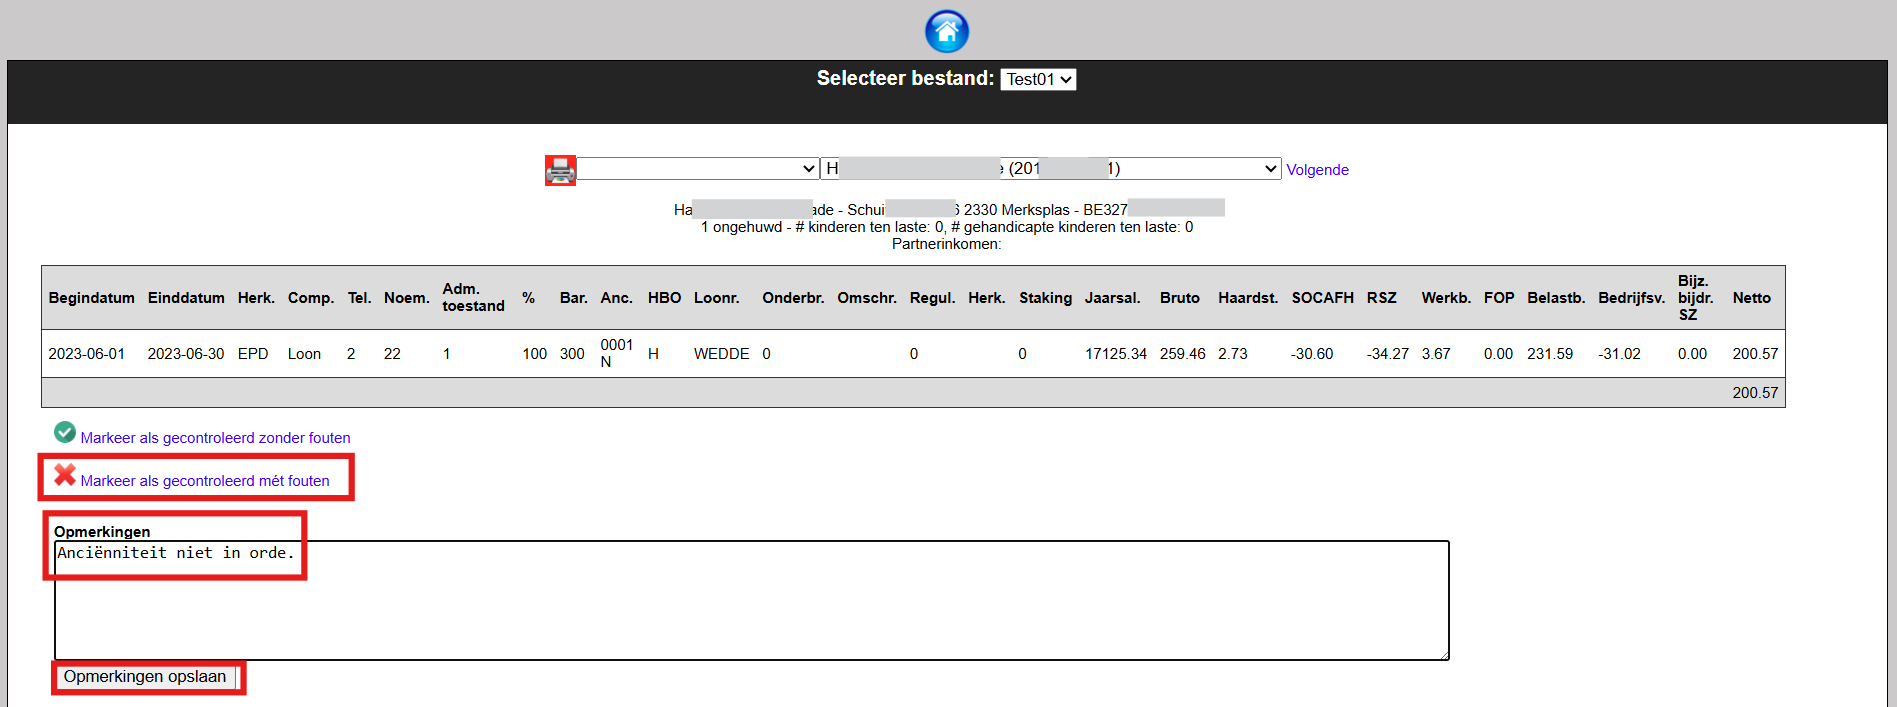 Selecteer bestand: Test01
H (201 1) Volgende
Ha ade - Schui 6 2330 Merksplas - BE327
1 ongehuwd - # kinderen ten laste: 0, # gehandicapte kinderen ten laste: 0
Partnerinkomen:
Begindatum Einddatum Herk. Comp. Tel. Noem. Adm. toestand % Bar. Anc. HBO Loonr. Onderbr. Omschr. Regul. Herk. Staking Jaarsal. Bruto Haardst. SOCAFH RSZ Werkb. FOP Belastb. Bedrijfsv. Bijz. bijdr. SZ Netto
2023-06-01 2023-06-30 EPD Loon 2 22 1 100 300 0001 N H WEDDE 0 0 0 17125.34 259.46 2.73 -30.60 -34.27 3.67 0.00 231.59 -31.02 0.00 200.57
200.57
Markeer als gecontroleerd zonder fouten
Markeer als gecontroleerd mét fouten
Opmerkingen
Anciënniteit niet in orde.
Opmerkingen opslaan